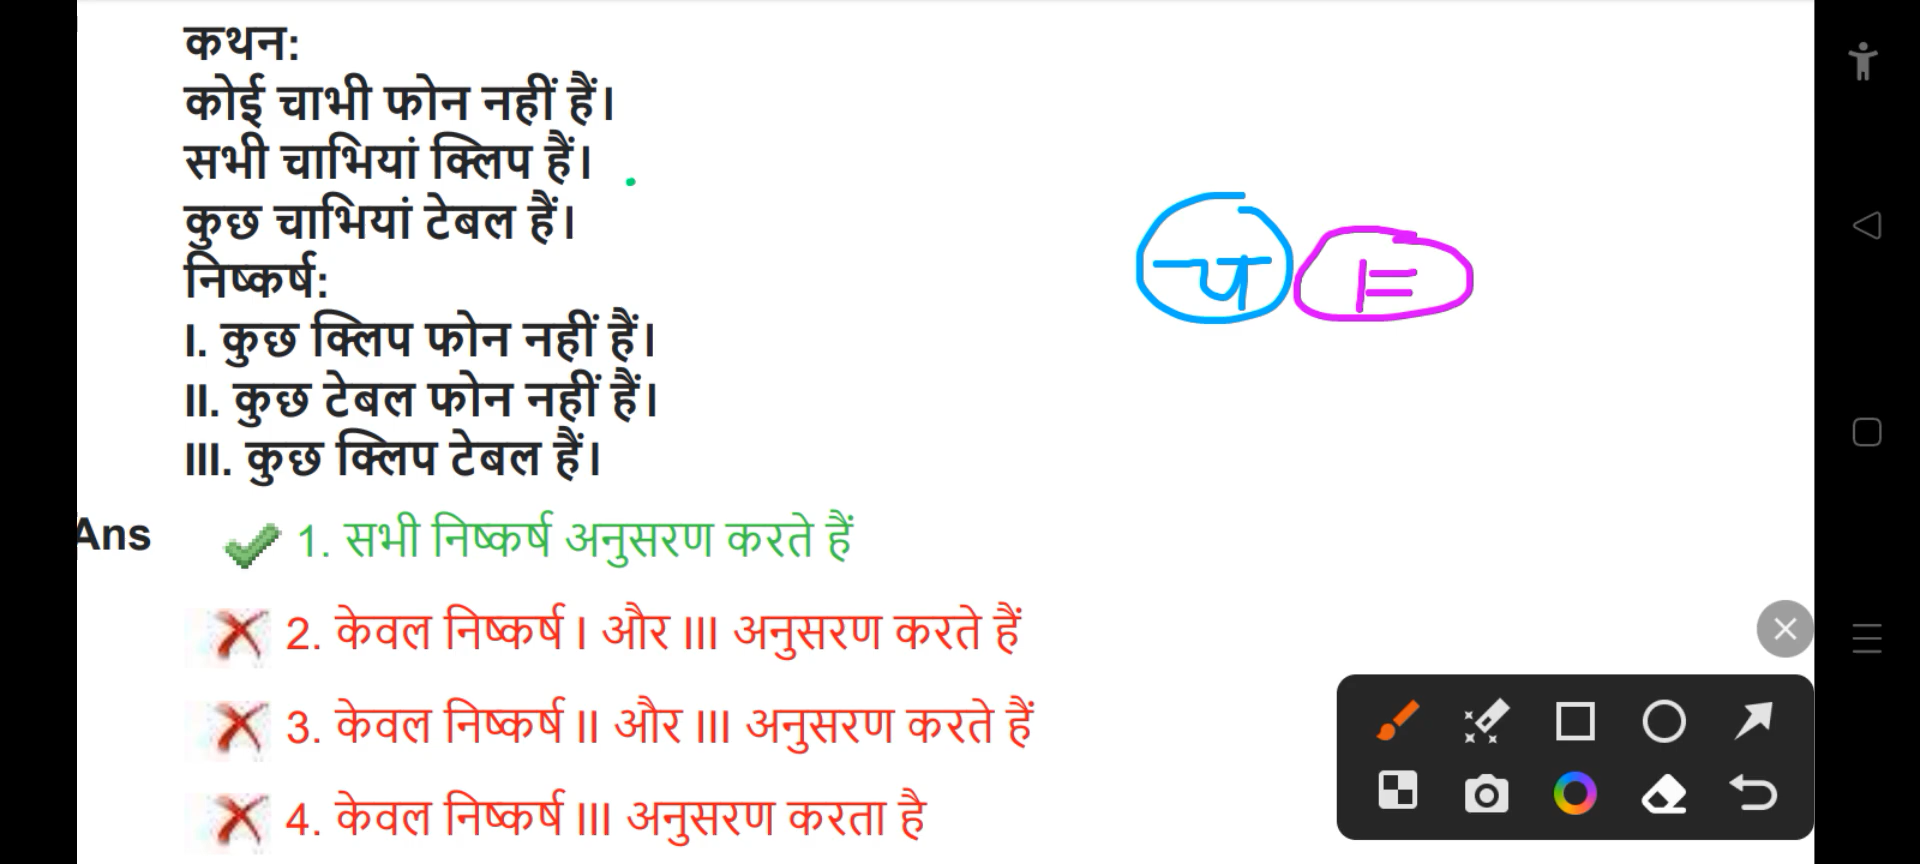 कथन:
कोई चाभी फोन नहीं हैं।
सभी चाभियां क्लिप हैं।
कुछ चाभियां टेबल हैं।
निष्कर्ष:
I. कुछ क्लिप फोन नहीं हैं।
II. कुछ टेबल फोन नहीं हैं।
III. कुछ क्लिप टेबल हैं।
Ans 1. सभी निष्कर्ष अनुसरण करते हैं
2. केवल निष्कर्ष I और III अनुसरण करते हैं
3. केवल निष्कर्ष II और III अनुसरण करते हैं
4. केवल निष्कर्ष III अनुसरण करता है